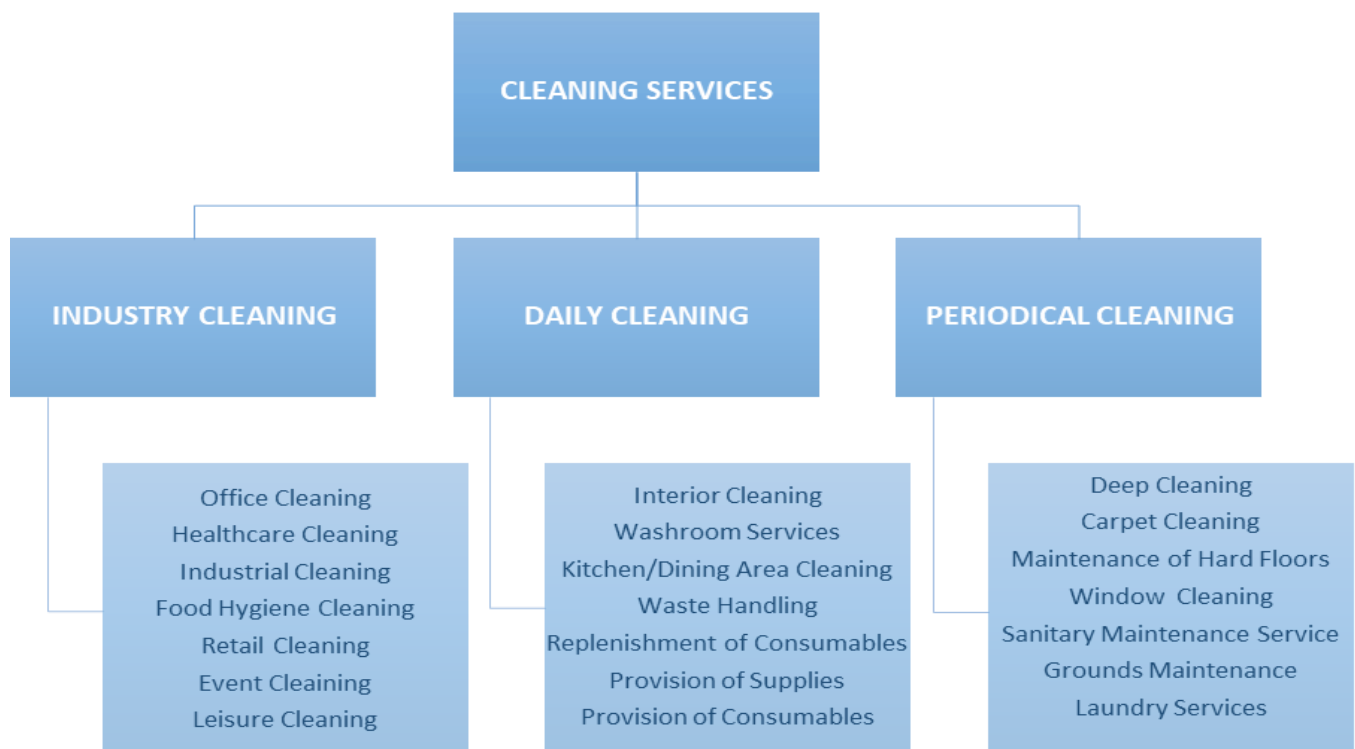 CLEANING SERVICES
INDUSTRY CLEANING
DAILY CLEANING
PERIODICAL CLEANING
Office Cleaning
Healthcare Cleaning
Industrial Cleaning
Food Hygiene Cleaning
Retail Cleaning
Event Cleaining
Leisure Cleaning
Interior Cleaning
Washroom Services
Kitchen/Dining Area Cleaning
Waste Handling
Replenishment of Consumables
Provision of Supplies
Provision of Consumables
Deep Cleaning
Carpet Cleaning
Maintenance of Hard Floors
Window Cleaning
Sanitary Maintenance Service
Grounds Maintenance
Laundry Services